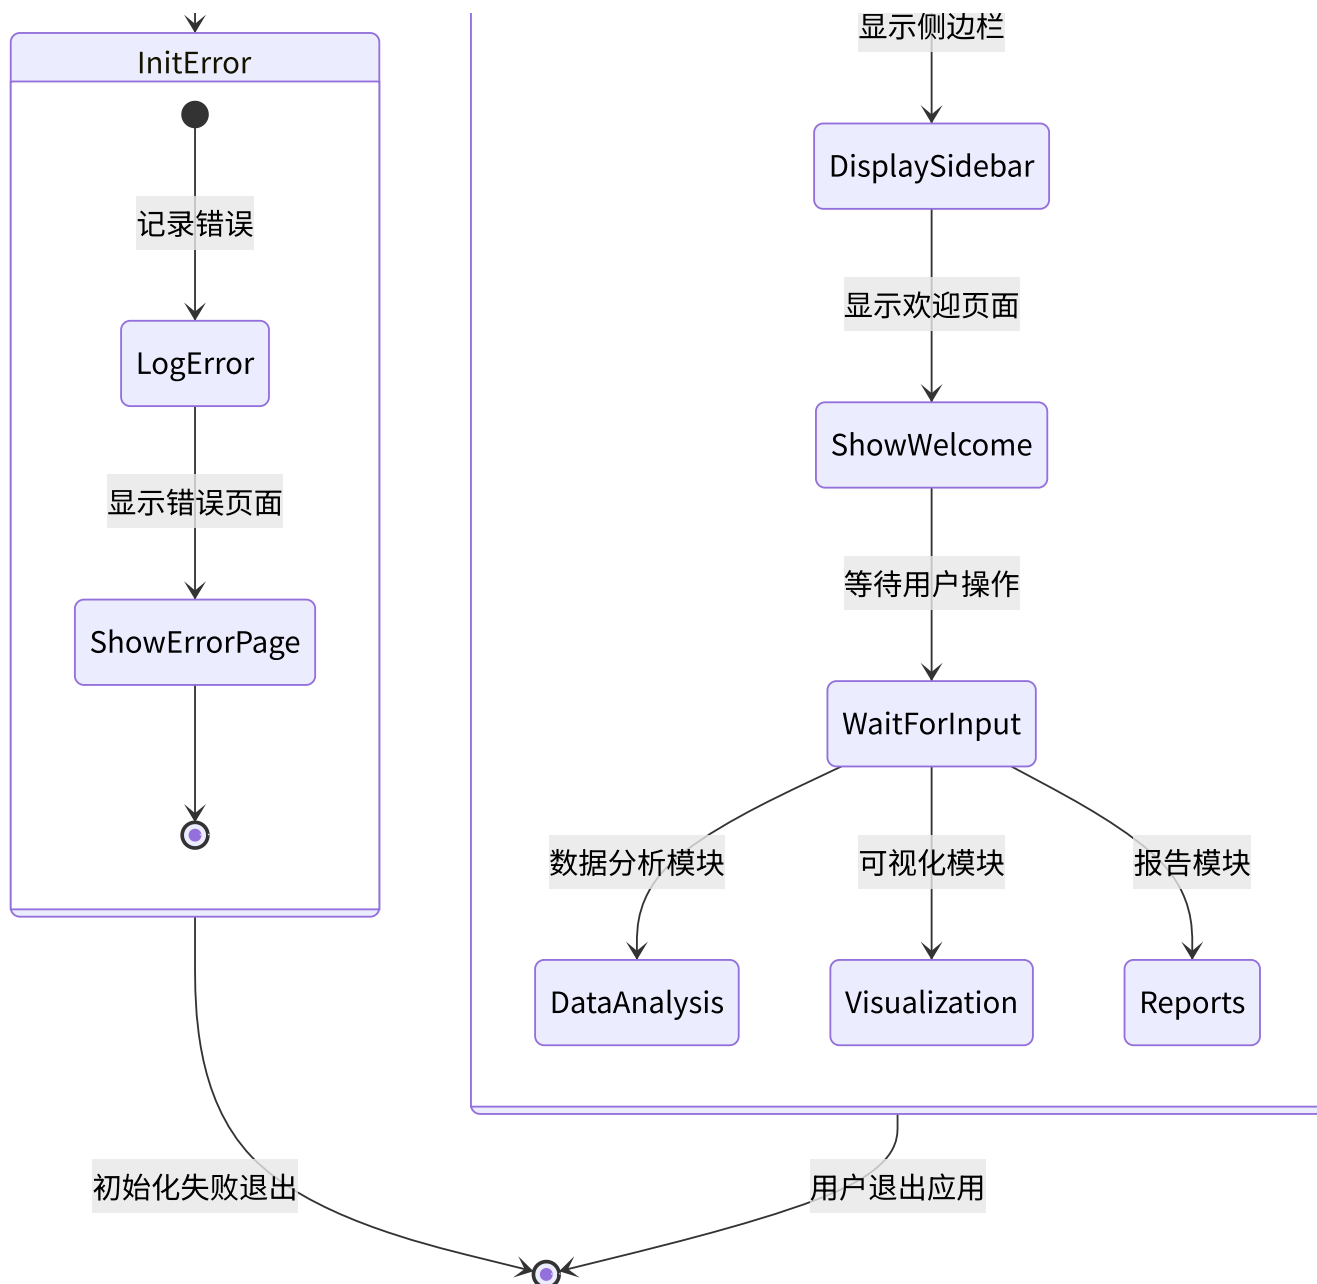 InitError
记录错误
LogError
显示错误页面
ShowErrorPage
显示侧边栏
DisplaySidebar
显示欢迎页面
ShowWelcome
等待用户操作
WaitForInput
数据分析模块
可视化模块
报告模块
DataAnalysis
Visualization
Reports
初始化失败退出
用户退出应用